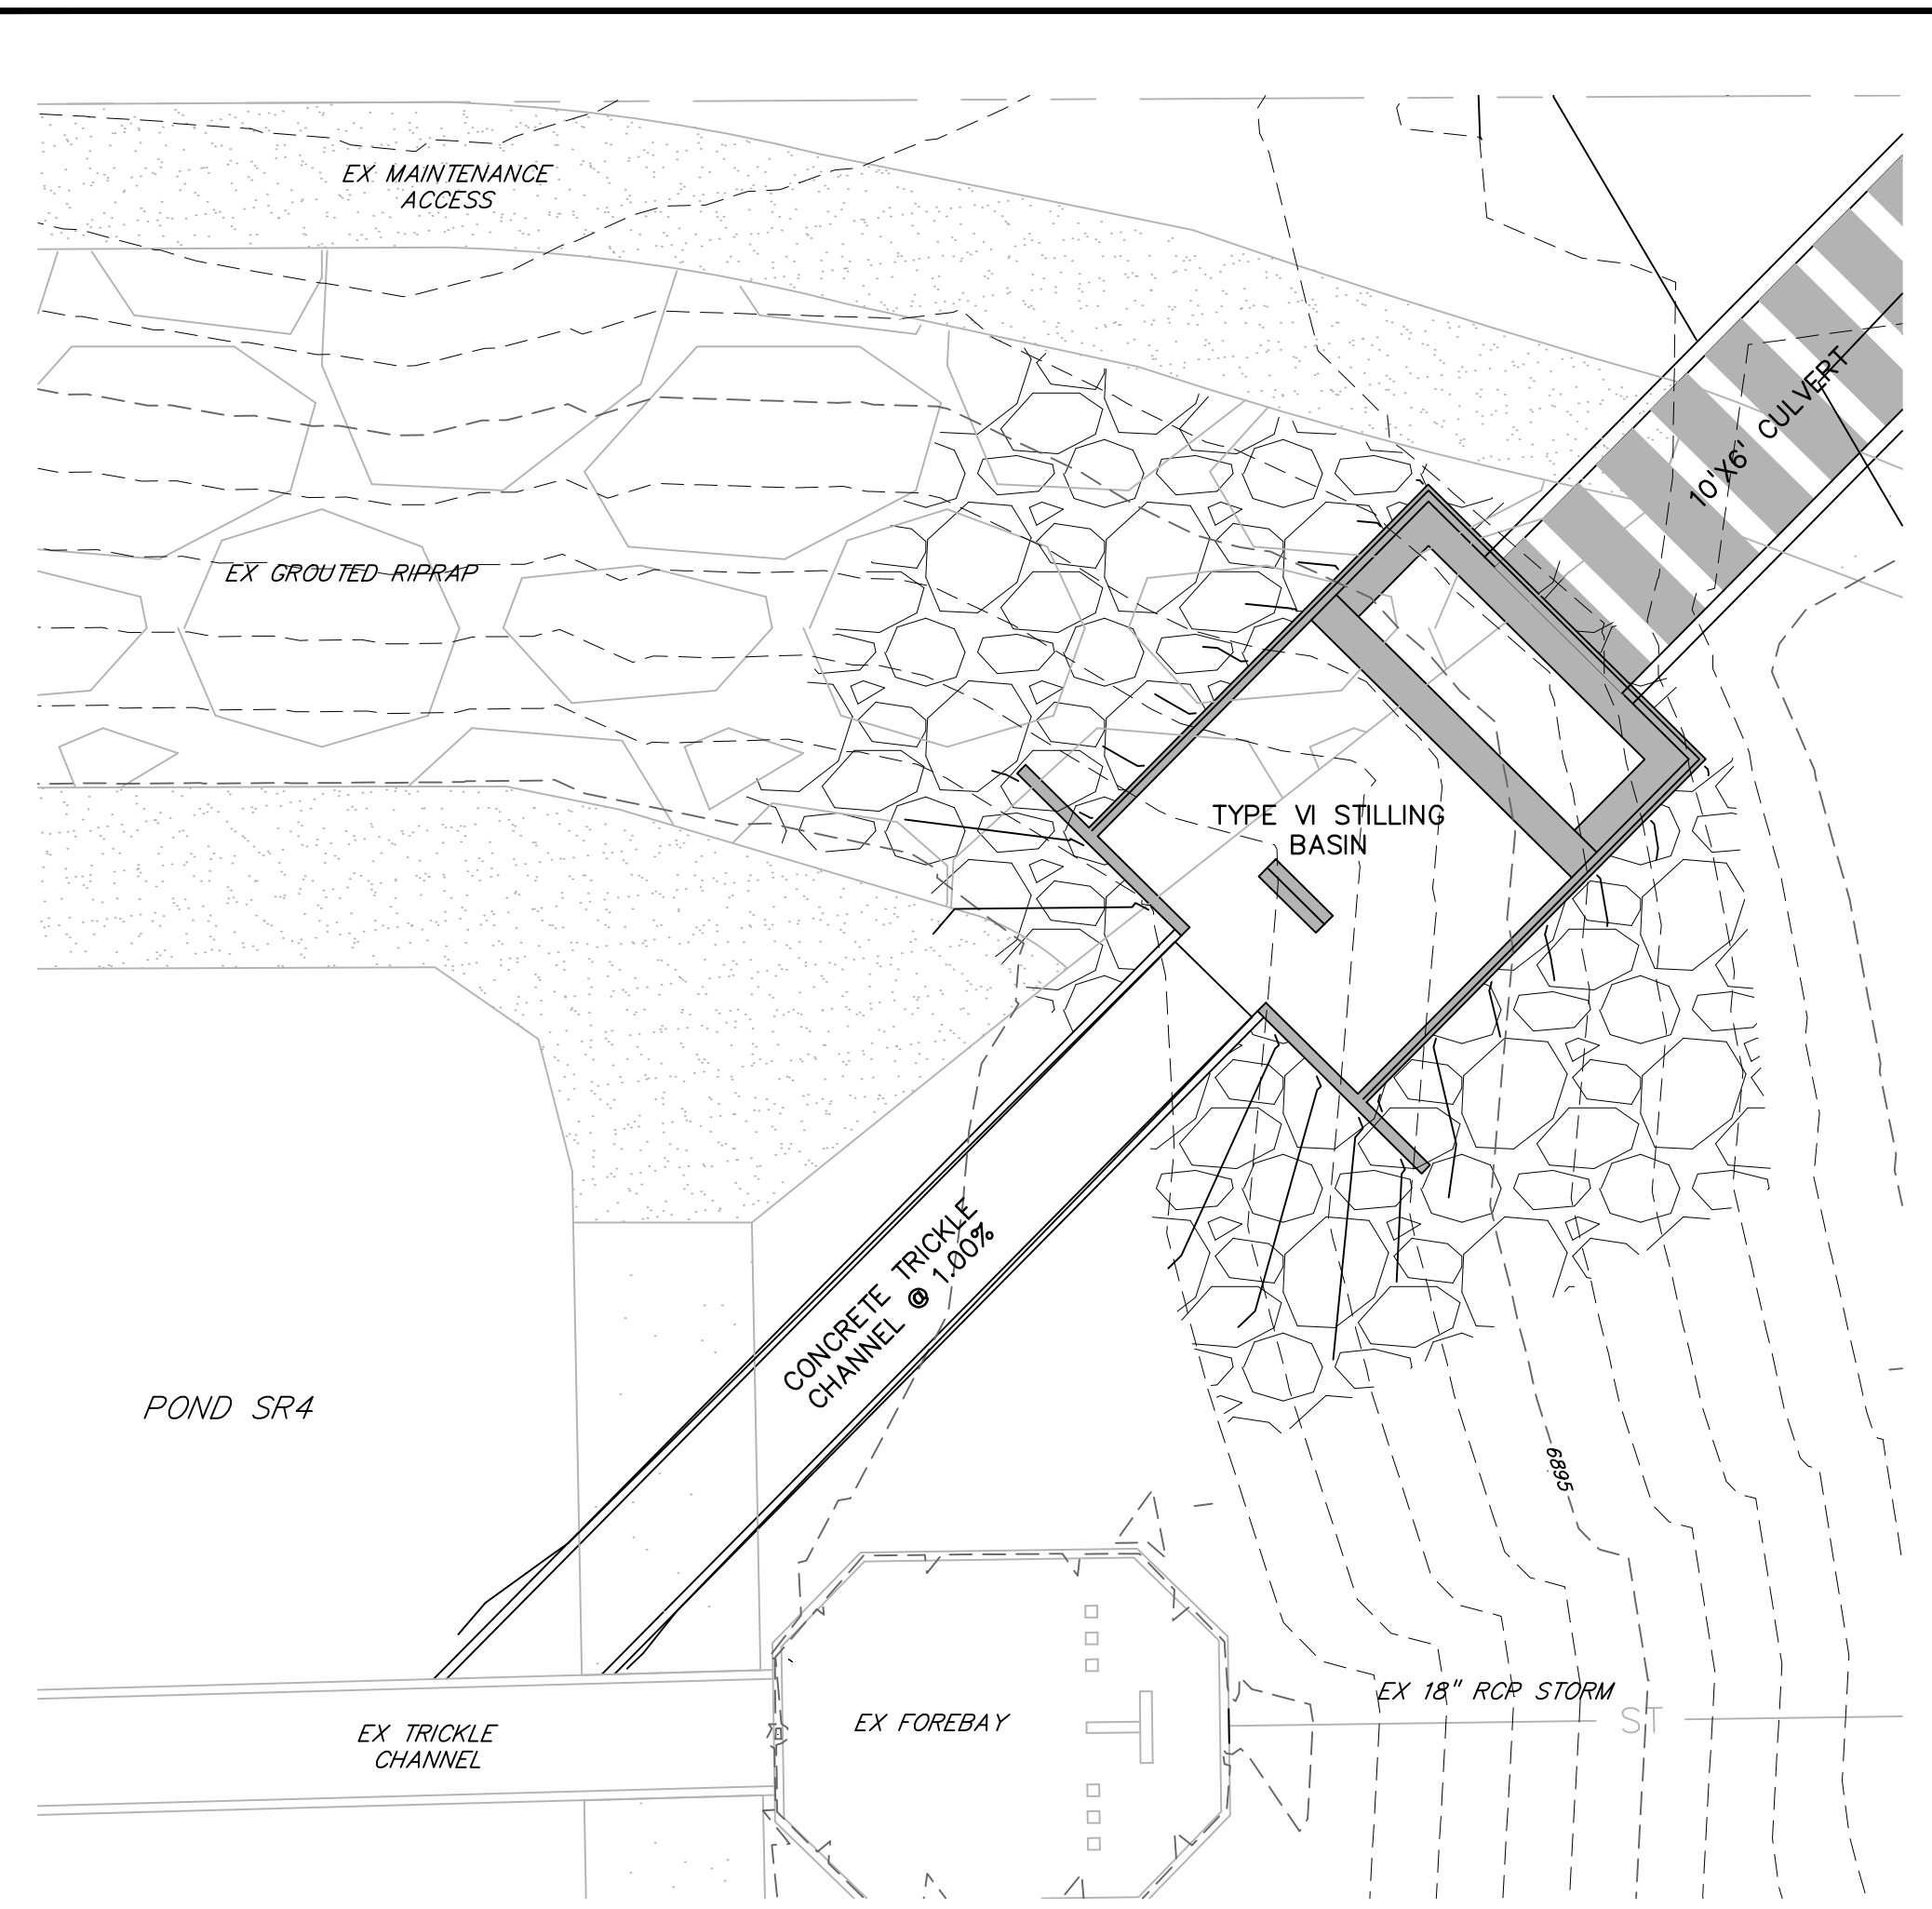 EX MAINTENANCE
ACCESS
10'X6' CULVERT
EX GROUTED RIPRAP
TYPE VI STILLING
BASIN
CONCRETE TRICKLE
CHANNEL @ 1.00%
POND SR4
6895
EX 18" RCP STORM
ST
EX FOREBAY
EX TRICKLE
CHANNEL